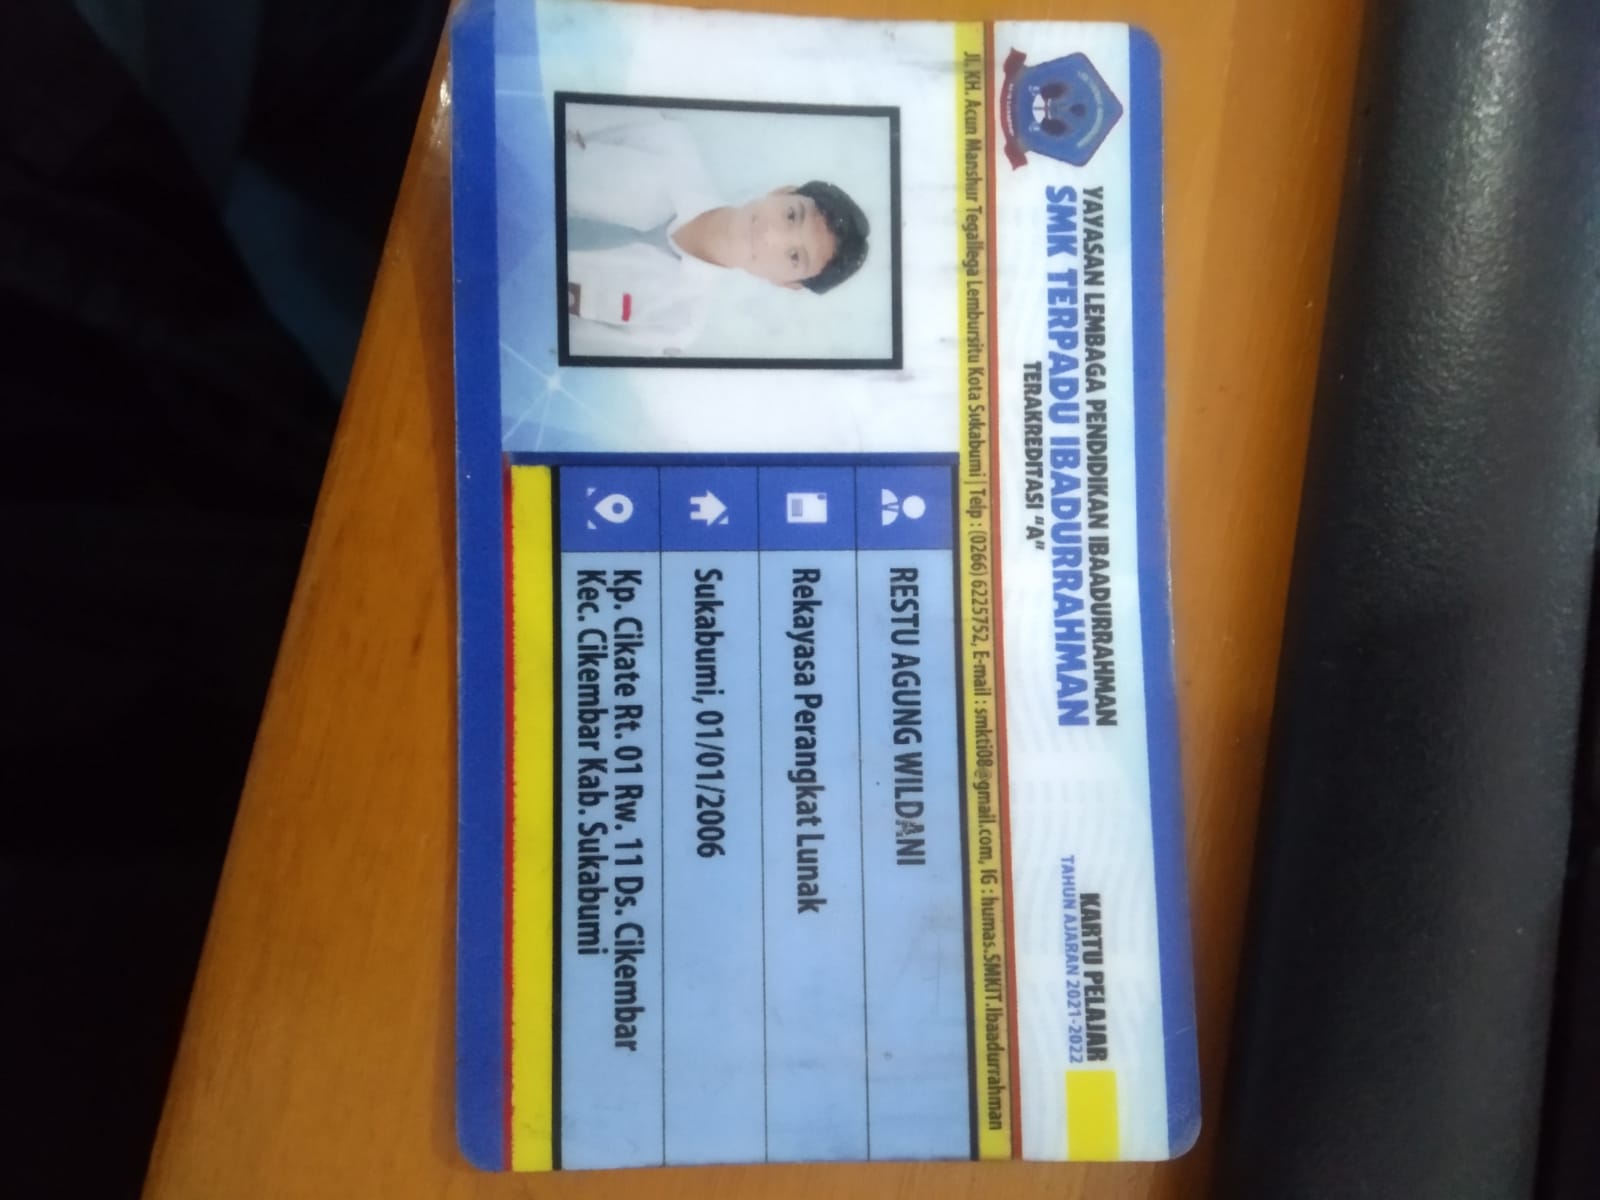 YAYASAN LEMBAGA PENDIDIKAN IBAADURRAHMAN
SMK TERPADU IBADURRAHMAN
TERAKREDITASI "A"
KARTU PELAJAR
TAHUN AJARAN 2021-2022
Jl. KH. Acun Manshur Tegallega Lembursitu Kota Sukabumi | Telp : (0266) 6225752, E-mail : smkti08@gmail.com, IG : humas.SMKIT.Ibaadurrahman
RESTU AGUNG WILDANI
Rekayasa Perangkat Lunak
Sukabumi, 01/01/2006
Kp. Cikate Rt. 01 Rw. 11 Ds. Cikembar
Kec. Cikembar Kab. Sukabumi